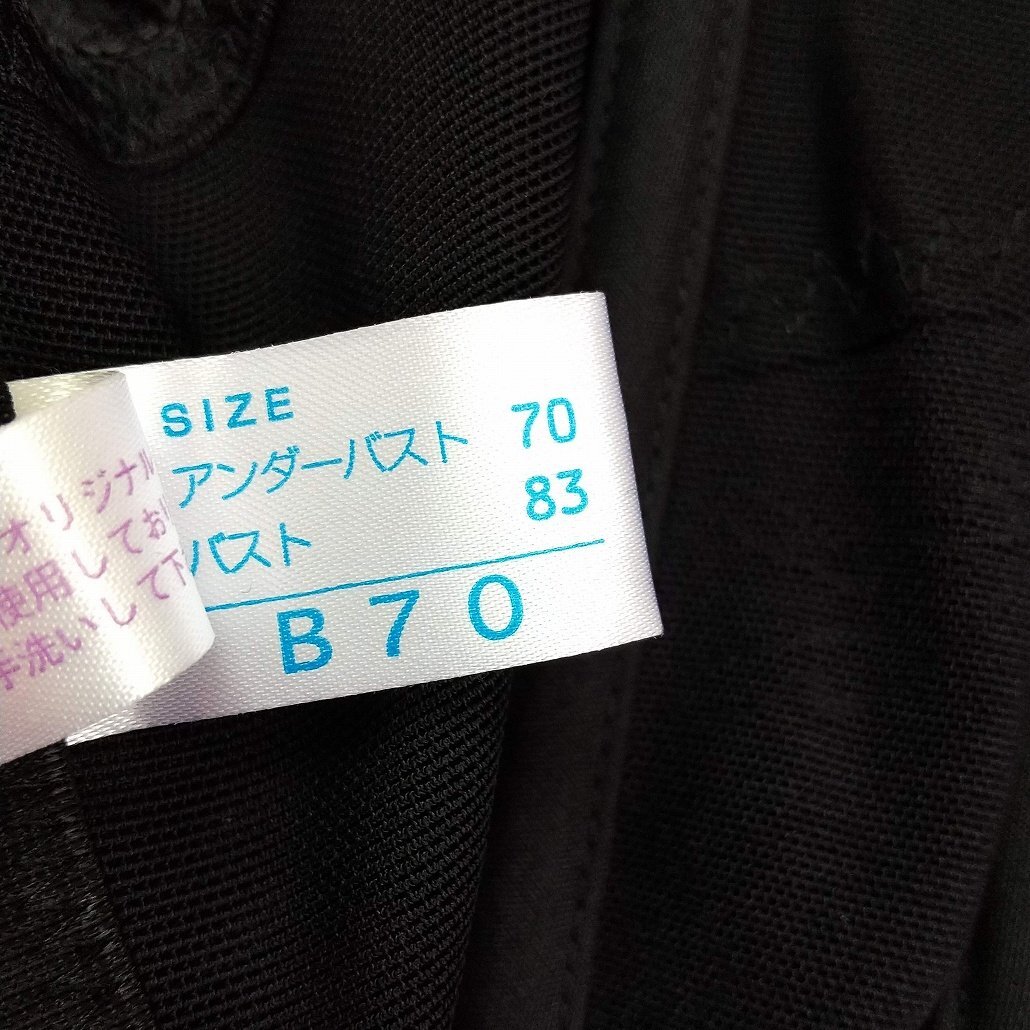 SIZE
アンダーバスト 70
バスト 83
B70
オリジナル
使用してお
手洗いして下